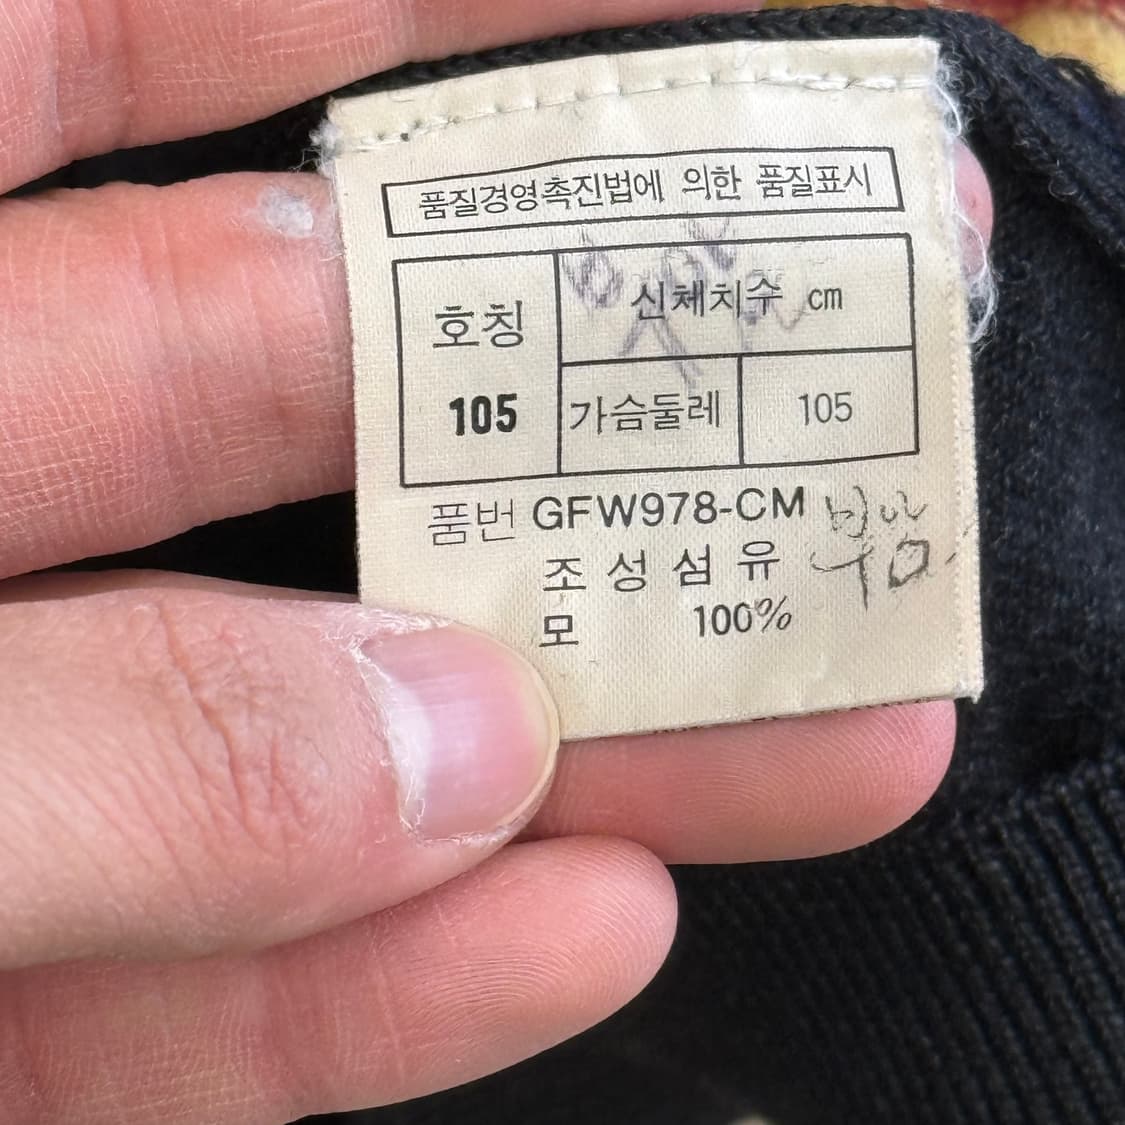 품질경영촉진법에 의한 품질표시
호칭
신체치수 cm
105
가슴둘레
105
품번 GFW978-CM
조성섬유
모 100%